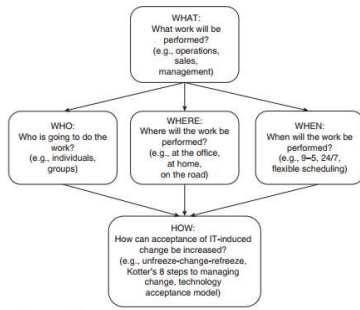 WHAT:
What work will be
performed?
(e.g., operations,
sales,
management)
WHO:
Who is going to do the
work?
(e.g., individuals,
groups)
WHERE:
Where will the work be
performed?
(e.g., at the office,
at home,
on the road)
WHEN:
When will the work be
performed?
(e.g., 9–5, 24/7,
flexible scheduling)
HOW:
How can acceptance of IT-induced
change be increased?
(e.g., unfreeze-change-refreeze,
Kotter's 8 steps to managing
change, technology
acceptance model)